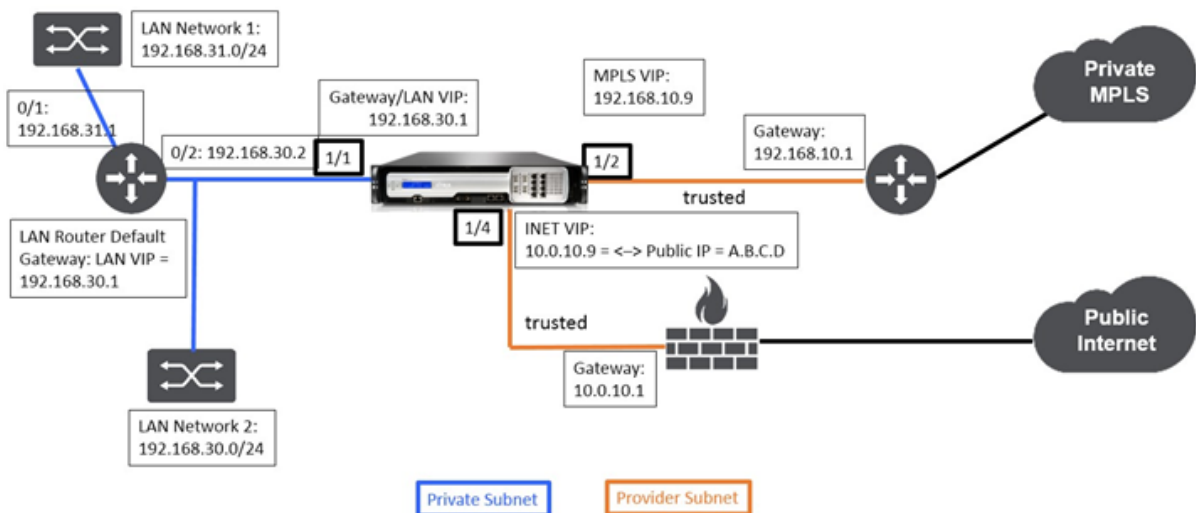 LAN Network 1:
192.168.31.0/24
0/1:
192.168.31.1
Gateway/LAN VIP:
192.168.30.1
0/2: 192.168.30.2
1/1
MPLS VIP:
192.168.10.9
1/2
trusted
Gateway:
192.168.10.1
Private
MPLS
LAN Router Default
Gateway: LAN VIP =
192.168.30.1
1/4
INET VIP:
10.0.10.9 = <-> Public IP = A.B.C.D
trusted
Gateway:
10.0.10.1
Public
Internet
LAN Network 2:
192.168.30.0/24
Private Subnet
Provider Subnet